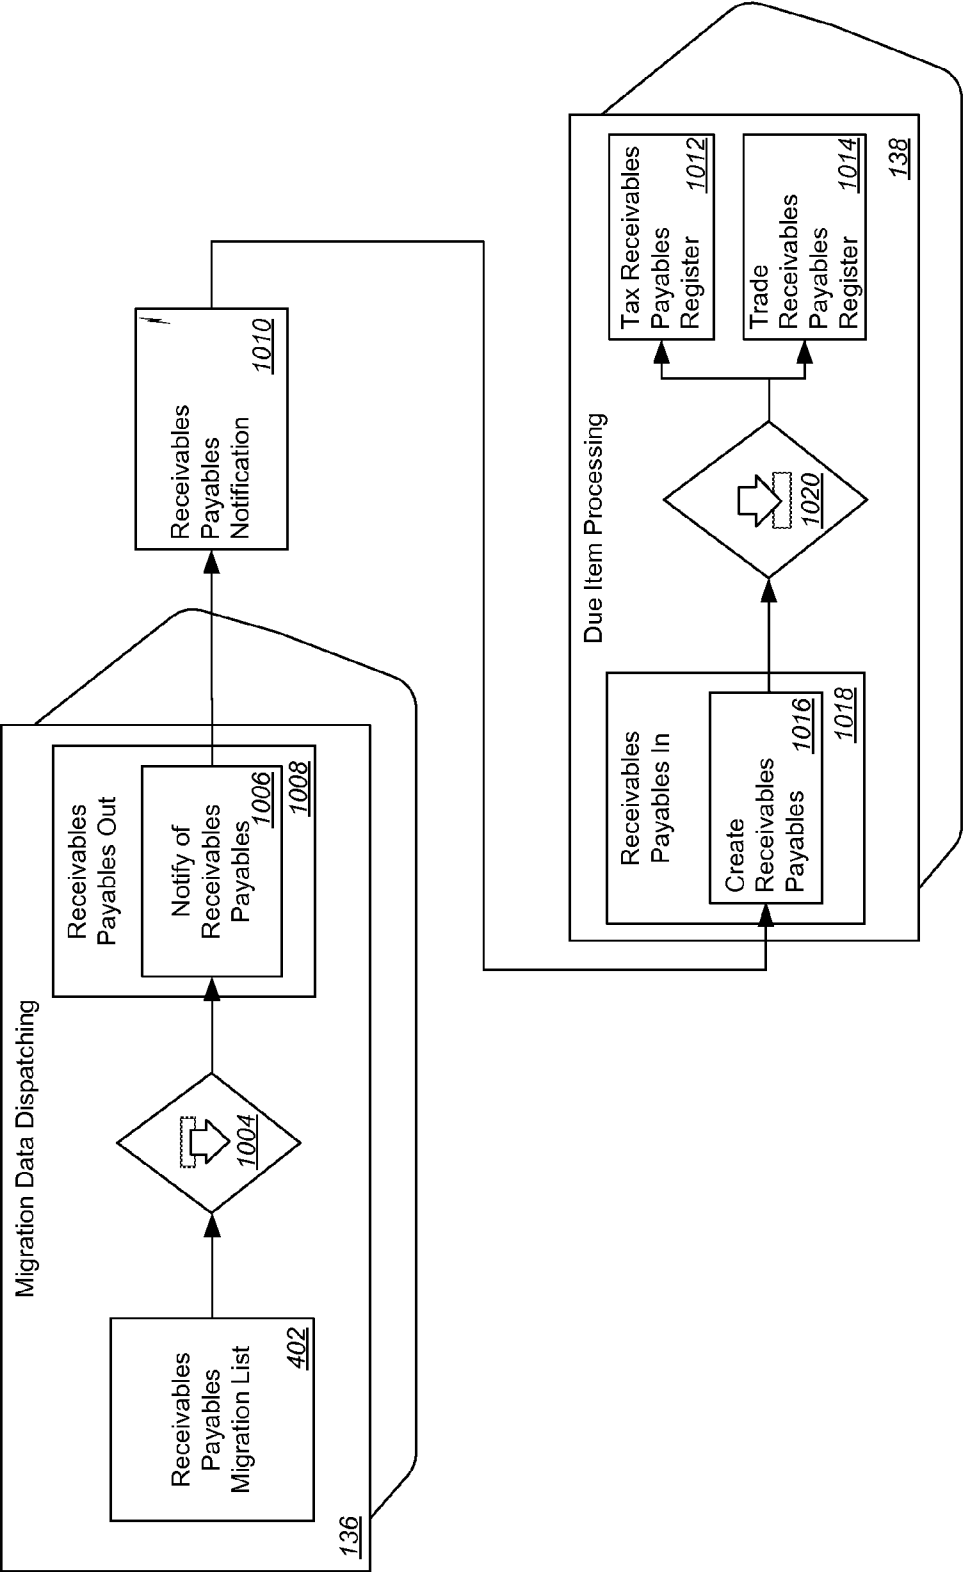 Migration Data Dispatching
Receivables
Payables
Migration List
402
1004
Receivables
Payables Out
Notify of
Receivables
Payables
1006
1008
136
Receivables
Payables
Notification
1010
Due Item Processing
Receivables
Payables In
Create
Receivables
Payables
1016
1018
1020
Tax Receivables
Payables
Register
1012
Trade
Receivables
Payables
Register
1014
138